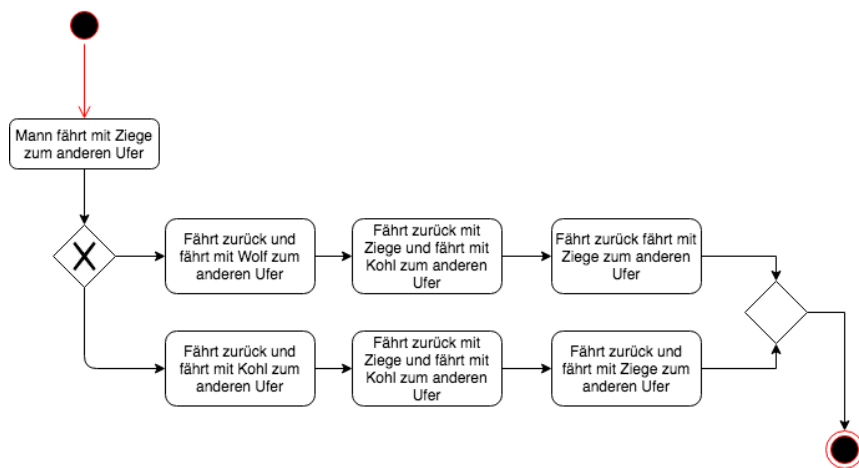 Mann fährt mit Ziege
zum anderen Ufer
Fährt zurück und
fährt mit Wolf zum
anderen Ufer
Fährt zurück mit
Ziege und fährt mit
Kohl zum anderen
Ufer
Fährt zurück fährt mit
Ziege zum anderen
Ufer
Fährt zurück und
fährt mit Kohl zum
anderen Ufer
Fährt zurück mit
Ziege und fährt mit
Kohl zum anderen
Ufer
Fährt zurück und
fährt mit Ziege zum
anderen Ufer